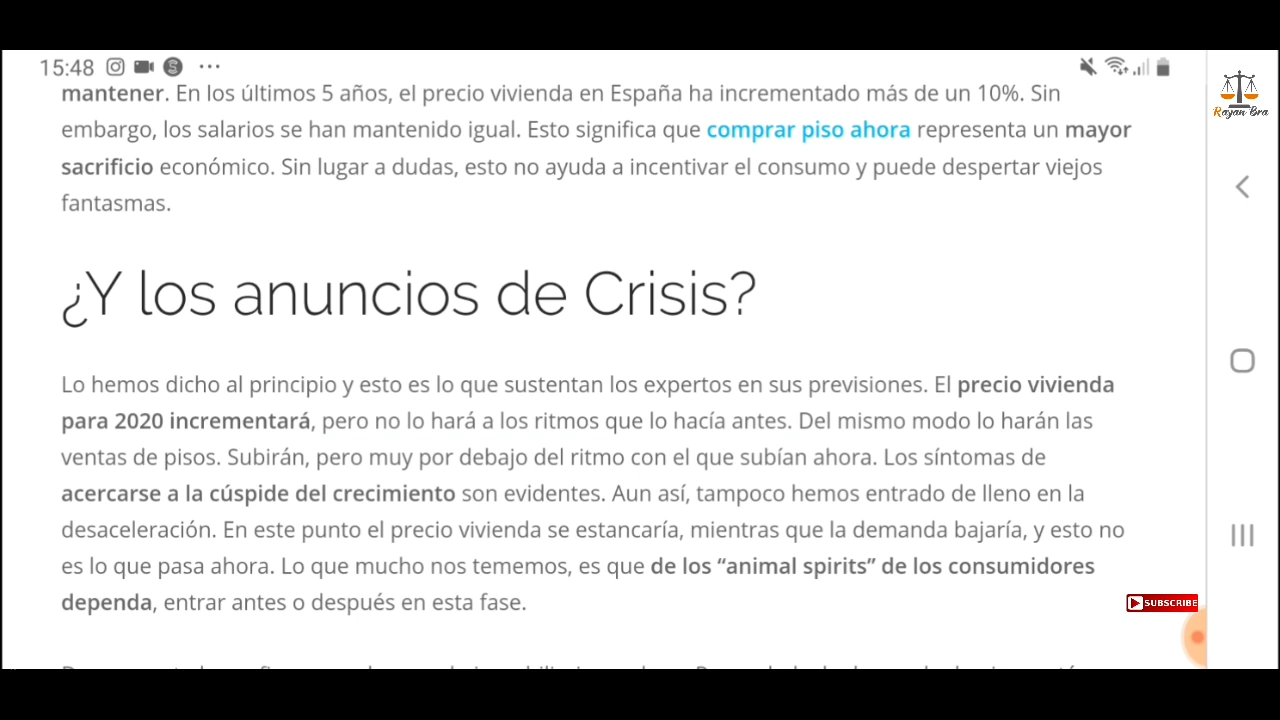 15:48
mantener. En los últimos 5 años, el precio vivienda en España ha incrementado más de un 10%. Sin
embargo, los salarios se han mantenido igual. Esto significa que comprar piso ahora representa un mayor
sacrificio económico. Sin lugar a dudas, esto no ayuda a incentivar el consumo y puede despertar viejos
fantasmas.
Rayan Bra
¿Y los anuncios de Crisis?
Lo hemos dicho al principio y esto es lo que sustentan los expertos en sus previsiones. El precio vivienda
para 2020 incrementará, pero no lo hará a los ritmos que lo hacía antes. Del mismo modo lo harán las
ventas de pisos. Subirán, pero muy por debajo del ritmo con el que subían ahora. Los síntomas de
acercarse a la cúspide del crecimiento son evidentes. Aun así, tampoco hemos entrado de lleno en la
desaceleración. En este punto el precio vivienda se estancaría, mientras que la demanda bajaría, y esto no
es lo que pasa ahora. Lo que mucho nos tememos, es que de los “animal spirits” de los consumidores
dependa, entrar antes o después en esta fase.
SUBSCRIBE